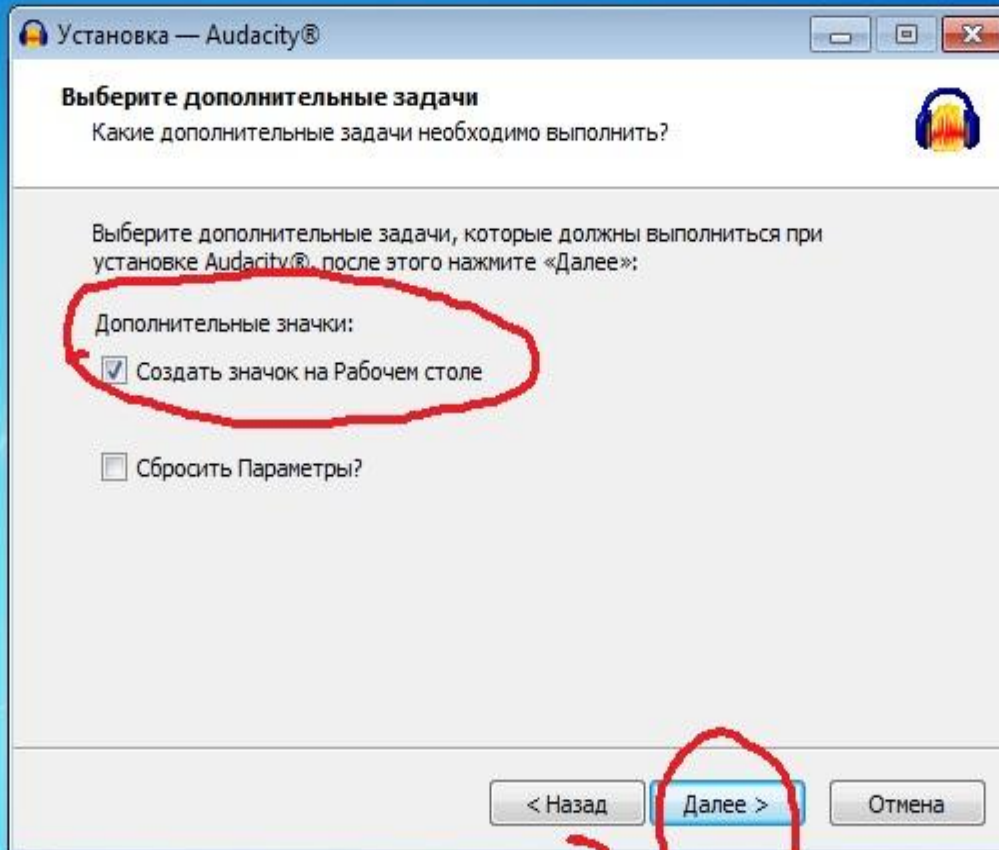 Установка — Audacity®
Выберите дополнительные задачи
Какие дополнительные задачи необходимо выполнить?
Выберите дополнительные задачи, которые должны выполниться при
установке Audacity®, после этого нажмите «Далее»:
Дополнительные значки:
Создать значок на Рабочем столе
Сбросить Параметры?
< Назад
Далее >
Отмена